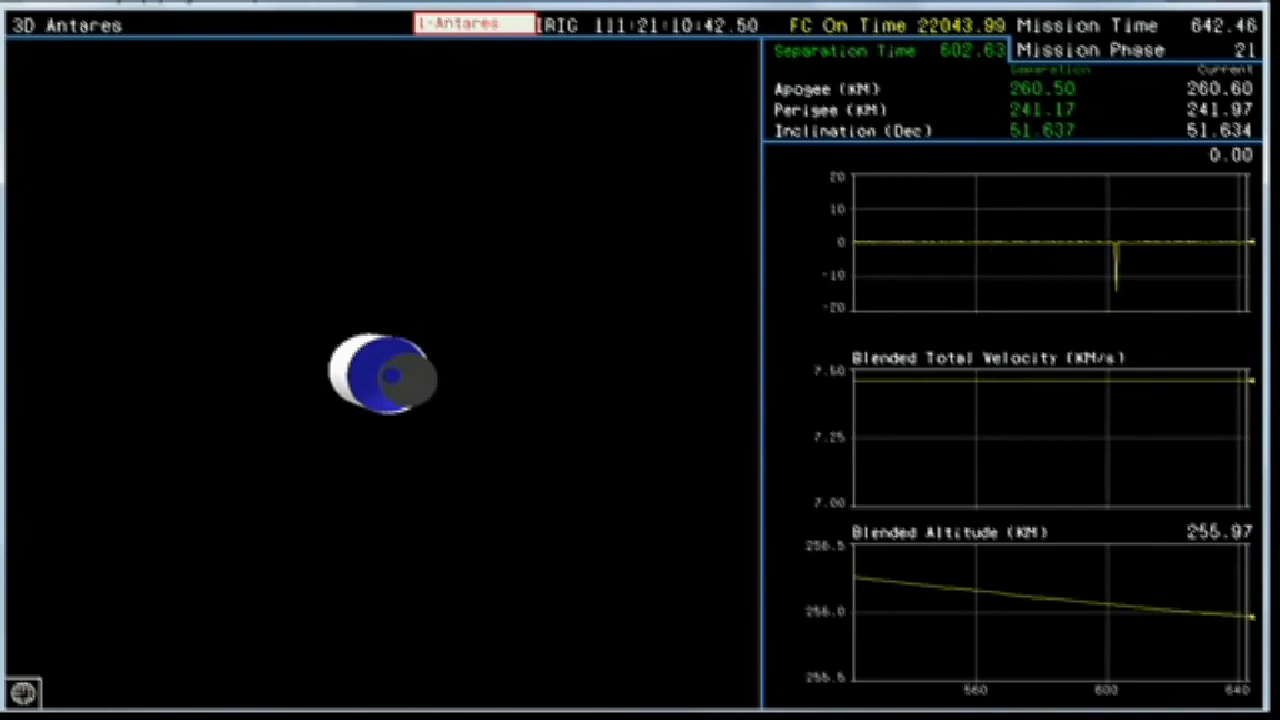 3D Antares
1-Antares
IRIG 111:21:10:42.50
FC On Time 22043.99
Mission Time 642.46
Separation Time 602.63
Mission Phase 21
Separation Current
Apogee (KM) 260.50 260.60
Perigee (KM) 241.17 241.97
Inclination (Deg) 51.637 51.634
0.00
20
10
0
-10
-20
Blended Total Velocity (KM/s)
7.50
7.25
7.00
Blended Altitude (KM) 255.97
256.5
256.0
255.5
560 600 640